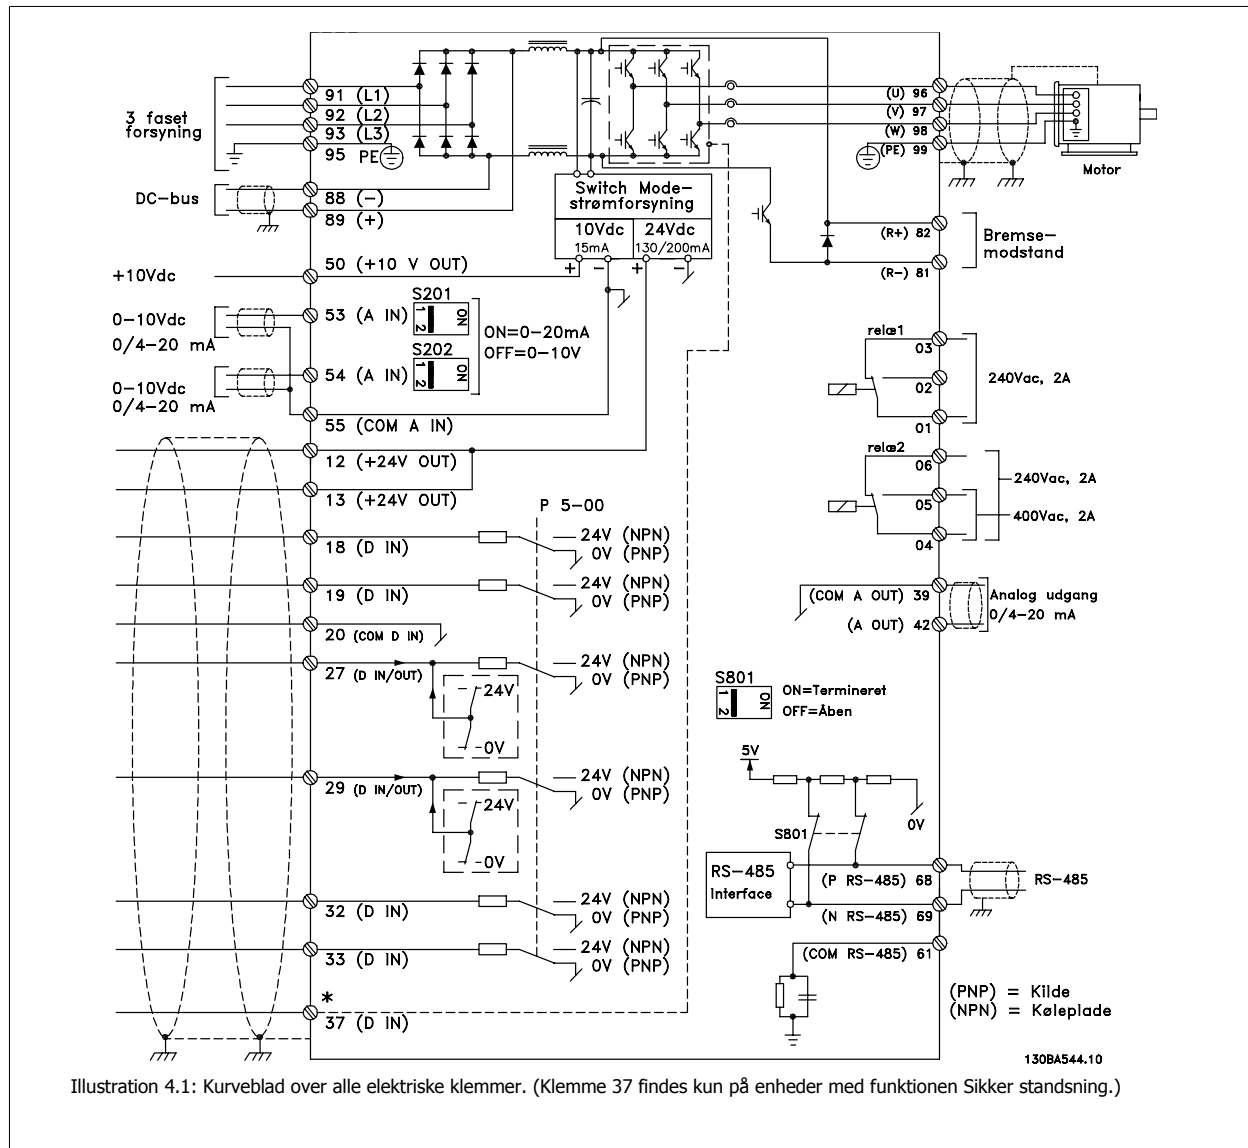 3 faset
forsyning
91 (L1)
92 (L2)
93 (L3)
95 PE
DC-bus
88 (-)
89 (+)
+10Vdc
50 (+10 V OUT)
0-10Vdc
0/4-20 mA
53 (A IN)
S201
1 2
ON
0-10Vdc
0/4-20 mA
54 (A IN)
S202
1 2
ON
ON=0-20mA
OFF=0-10V
55 (COM A IN)
12 (+24V OUT)
13 (+24V OUT)
P 5-00
18 (D IN)
24V (NPN)
0V (PNP)
19 (D IN)
24V (NPN)
0V (PNP)
20 (COM D IN)
27 (D IN/OUT)
24V (NPN)
0V (PNP)
24V
0V
29 (D IN/OUT)
24V (NPN)
0V (PNP)
24V
0V
32 (D IN)
24V (NPN)
0V (PNP)
33 (D IN)
24V (NPN)
0V (PNP)
*
37 (D IN)
Switch Mode-
strømforsyning
10Vdc
15mA
24Vdc
130/200mA
+ - + -
(U) 96
(V) 97
(W) 98
(PE) 99
Motor
(R+) 82
(R-) 81
Bremse-
modstand
relæ1
03
02
01
240Vac, 2A
relæ2
06
05
04
240Vac, 2A
400Vac, 2A
(COM A OUT) 39
(A OUT) 42
Analog udgang
0/4-20 mA
S801
1 2
ON
ON=Termineret
OFF=Åben
5V
0V
S801
RS-485
Interface
(P RS-485) 68
(N RS-485) 69
RS-485
(COM RS-485) 61
(PNP) = Kilde
(NPN) = Køleplade
130BA544.10
Illustration 4.1: Kurveblad over alle elektriske klemmer. (Klemme 37 findes kun på enheder med funktionen Sikker standsning.)